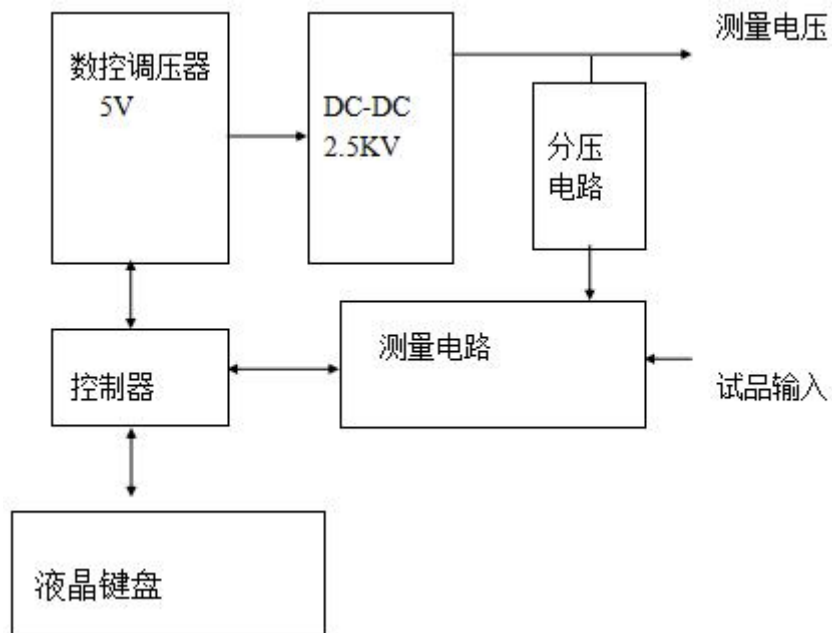 测量电压
数控调压器
5V
DC-DC
2.5KV
分压
电路
测量电路
控制器
试品输入
液晶键盘